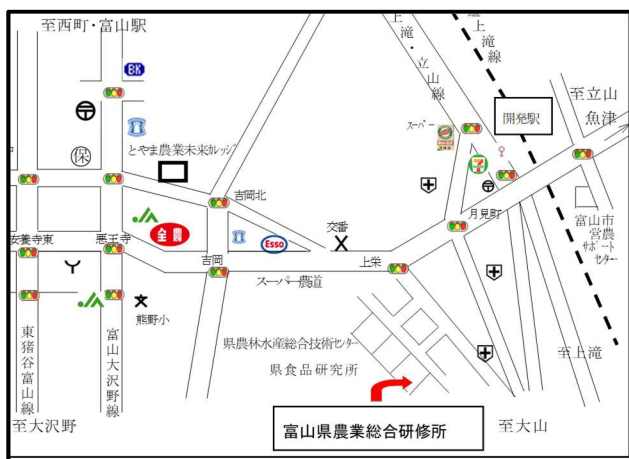 至西町・富山駅
BK
保
とやま農業未来カレッジ
上滝・立山線
上滝線
スーパー
開発駅
至立山
魚津
7
吉岡北
月見町
富山市
営農
サポート
センター
JA
全農
Esso
交番
安養寺東
悪王寺
吉岡
上栄
スーパー農道
JA
熊野小
県農林水産総合技術センター
県食品研究所
東猪谷富山線
富山大沢野線
至上滝
至大沢野
富山県農業総合研修所
至大山